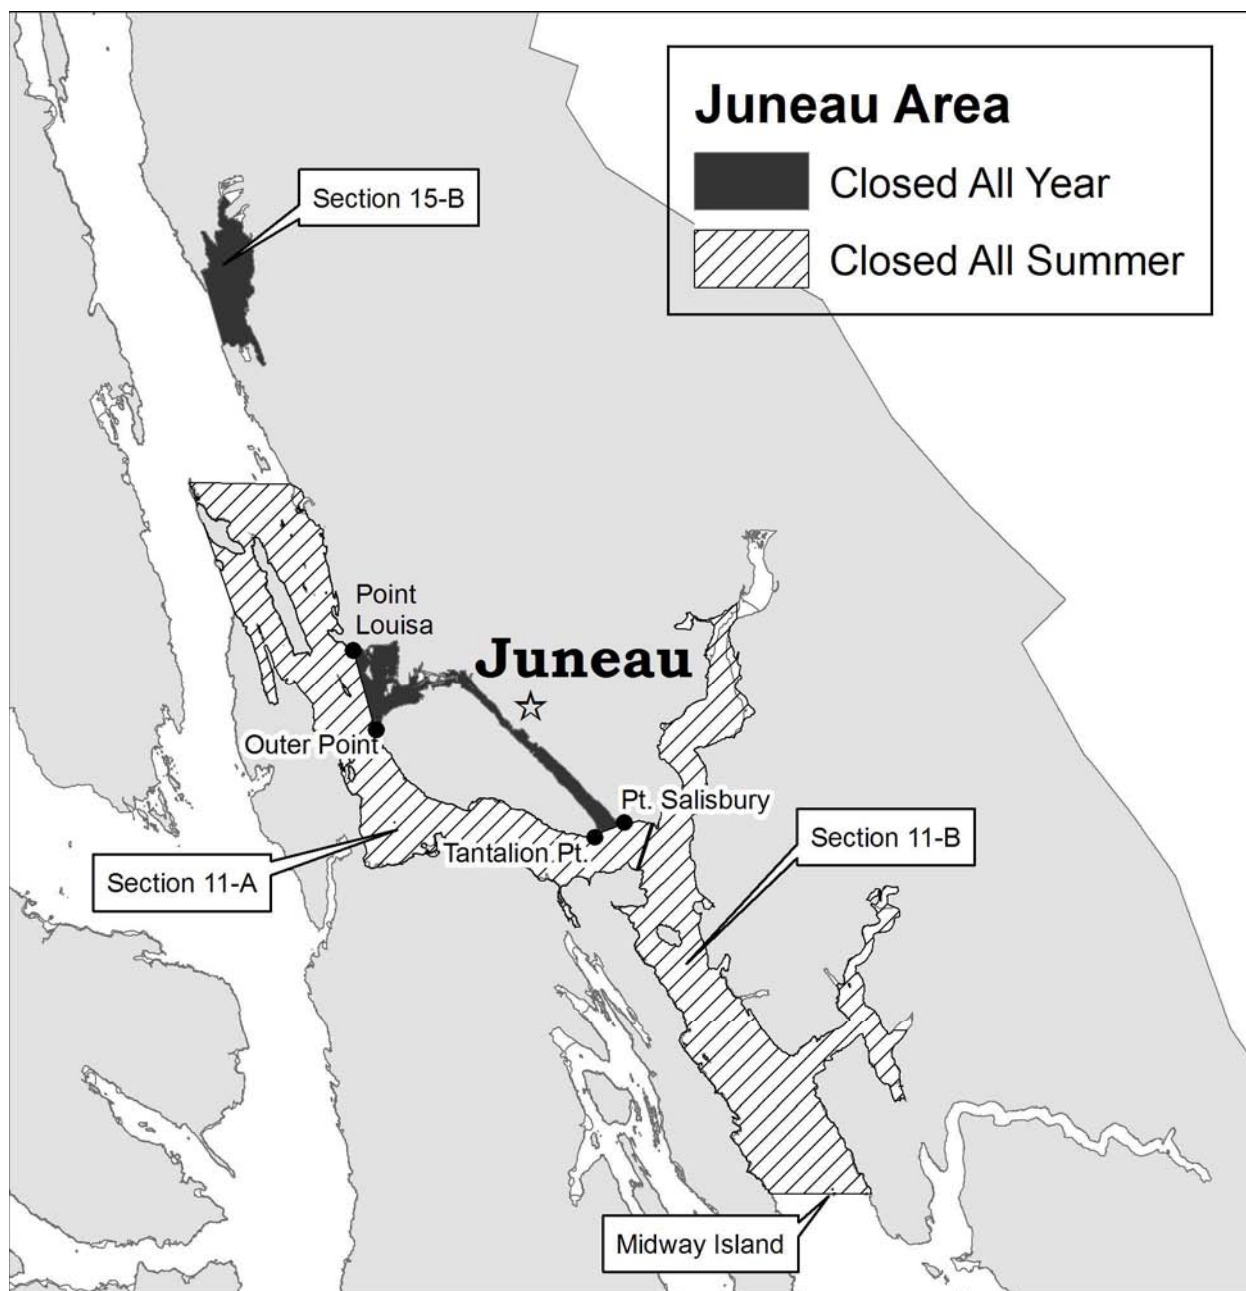 Juneau Area
Closed All Year
Closed All Summer
Section 15-B
Point
Louisa
Juneau
Outer Point
Pt. Salisbury
Tantalion Pt.
Section 11-B
Section 11-A
Midway Island